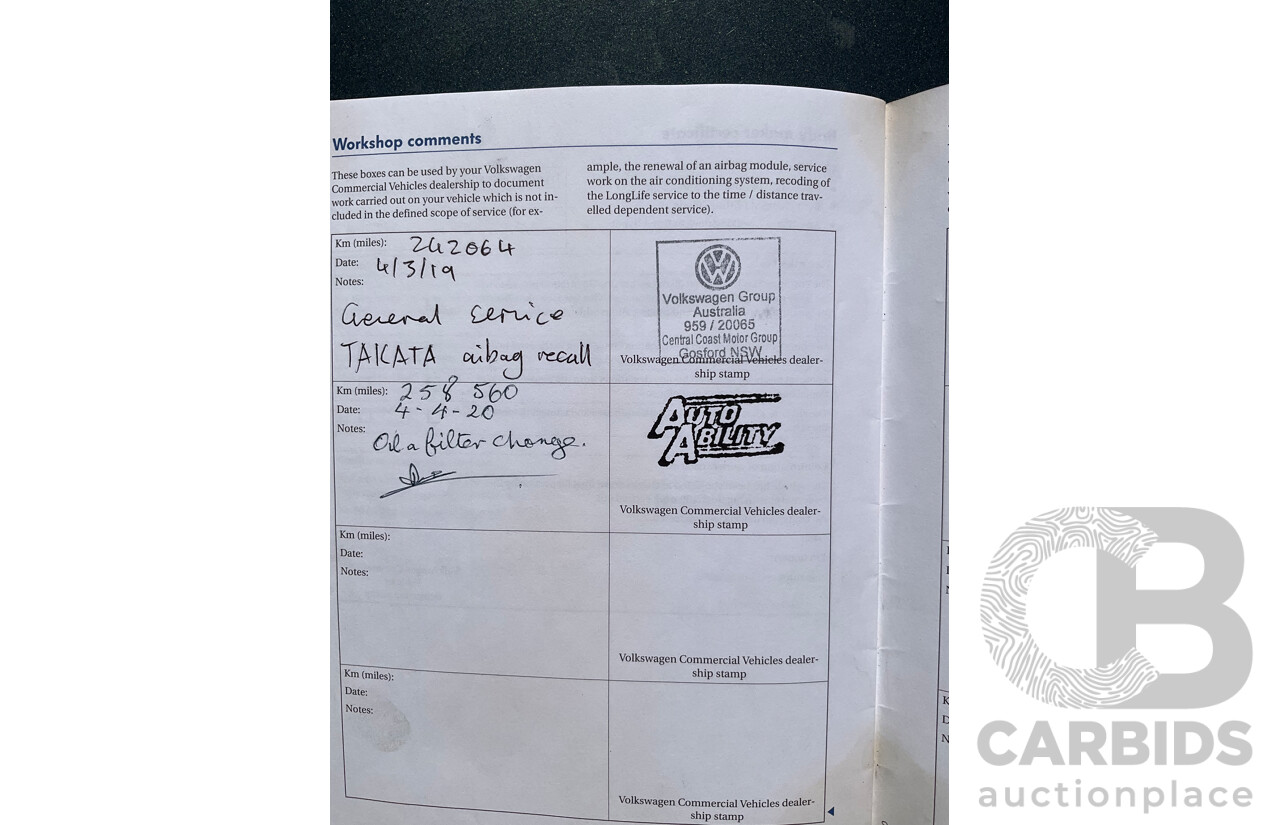 Workshop comments
These boxes can be used by your Volkswagen
Commercial Vehicles dealership to document
work carried out on your vehicle which is not in-
cluded in the defined scope of service (for ex-
ample, the renewal of an airbag module, service
work on the air conditioning system, recoding of
the LongLife service to the time / distance trav-
elled dependent service).
Km (miles): 242064
Date: 4/3/19
Notes:
General Service
TAKATA airbag recall
Volkswagen Group
Australia
959 / 20065
Central Coast Motor Group
Gosford NSW
Volkswagen Commercial Vehicles dealer-
ship stamp
Km (miles): 258 560
Date: 4-4-20
Notes: Oil a filter change.
AUTO
ABILITY
Volkswagen Commercial Vehicles dealer-
ship stamp
Km (miles):
Date:
Notes:
Volkswagen Commercial Vehicles dealer-
ship stamp
Km (miles):
Date:
Notes:
Volkswagen Commercial Vehicles dealer-
ship stamp
CB
CARBIDS
auctionplace